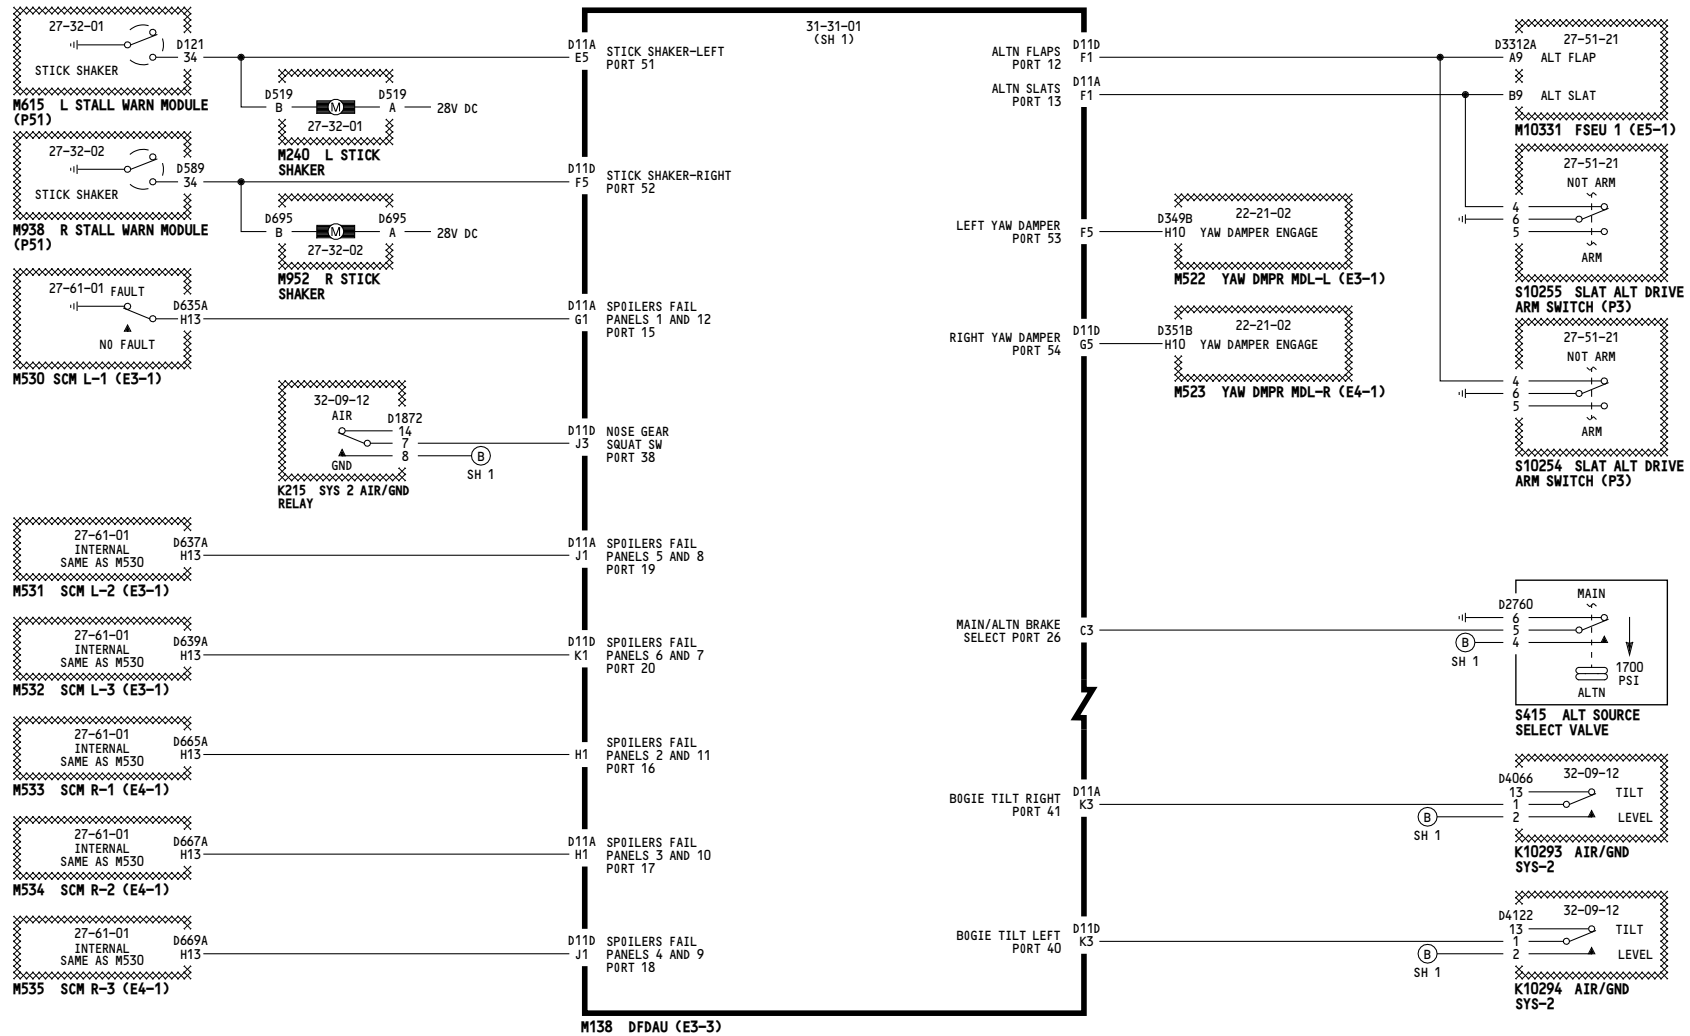 27-32-01
D121
34
STICK SHAKER
M615 L STALL WARN MODULE
(P51)
D519
B
M
D519
A
28V DC
27-32-01
M240 L STICK
SHAKER
27-32-02
D589
34
STICK SHAKER
M938 R STALL WARN MODULE
(P51)
D695
B
M
D695
A
28V DC
27-32-02
M952 R STICK
SHAKER
27-61-01 FAULT
D635A
H13
NO FAULT
M530 SCM L-1 (E3-1)
32-09-12
AIR
D1872
14
7
8
GND
B
SH 1
K215 SYS 2 AIR/GND
RELAY
27-61-01
INTERNAL
SAME AS M530
D637A
H13
M531 SCM L-2 (E3-1)
27-61-01
INTERNAL
SAME AS M530
D639A
H13
M532 SCM L-3 (E3-1)
27-61-01
INTERNAL
SAME AS M530
D665A
H13
M533 SCM R-1 (E4-1)
27-61-01
INTERNAL
SAME AS M530
D667A
H13
M534 SCM R-2 (E4-1)
27-61-01
INTERNAL
SAME AS M530
D669A
H13
M535 SCM R-3 (E4-1)
31-31-01
(SH 1)
D11A
E5
STICK SHAKER-LEFT
PORT 51
D11D
F5
STICK SHAKER-RIGHT
PORT 52
D11A
G1
SPOILERS FAIL
PANELS 1 AND 12
PORT 15
D11D
J3
NOSE GEAR
SQUAT SW
PORT 38
D11A
J1
SPOILERS FAIL
PANELS 5 AND 8
PORT 19
D11D
K1
SPOILERS FAIL
PANELS 6 AND 7
PORT 20
H1
SPOILERS FAIL
PANELS 2 AND 11
PORT 16
D11A
H1
SPOILERS FAIL
PANELS 3 AND 10
PORT 17
D11D
J1
SPOILERS FAIL
PANELS 4 AND 9
PORT 18
M138 DFDAU (E3-3)
ALTN FLAPS
PORT 12
D11D
F1
ALTN SLATS
PORT 13
D11A
F1
LEFT YAW DAMPER
PORT 53
F5
RIGHT YAW DAMPER
PORT 54
D11D
G5
MAIN/ALTN BRAKE
SELECT PORT 26
C3
BOGIE TILT RIGHT
PORT 41
D11A
K3
BOGIE TILT LEFT
PORT 40
D11D
K3
D349B
H10
22-21-02
YAW DAMPER ENGAGE
M522 YAW DMPR MDL-L (E3-1)
D351B
H10
22-21-02
YAW DAMPER ENGAGE
M523 YAW DMPR MDL-R (E4-1)
D3312A
27-51-21
A9
ALT FLAP
B9
ALT SLAT
M10331 FSEU 1 (E5-1)
27-51-21
NOT ARM
4
6
5
ARM
S10255 SLAT ALT DRIVE
ARM SWITCH (P3)
27-51-21
NOT ARM
4
6
5
ARM
S10254 SLAT ALT DRIVE
ARM SWITCH (P3)
MAIN
D2760
6
5
4
B
SH 1
1700
PSI
ALTN
S415 ALT SOURCE
SELECT VALVE
D4066
32-09-12
13
TILT
1
2
LEVEL
B
SH 1
K10293 AIR/GND
SYS-2
D4122
32-09-12
13
TILT
1
2
LEVEL
B
SH 1
K10294 AIR/GND
SYS-2